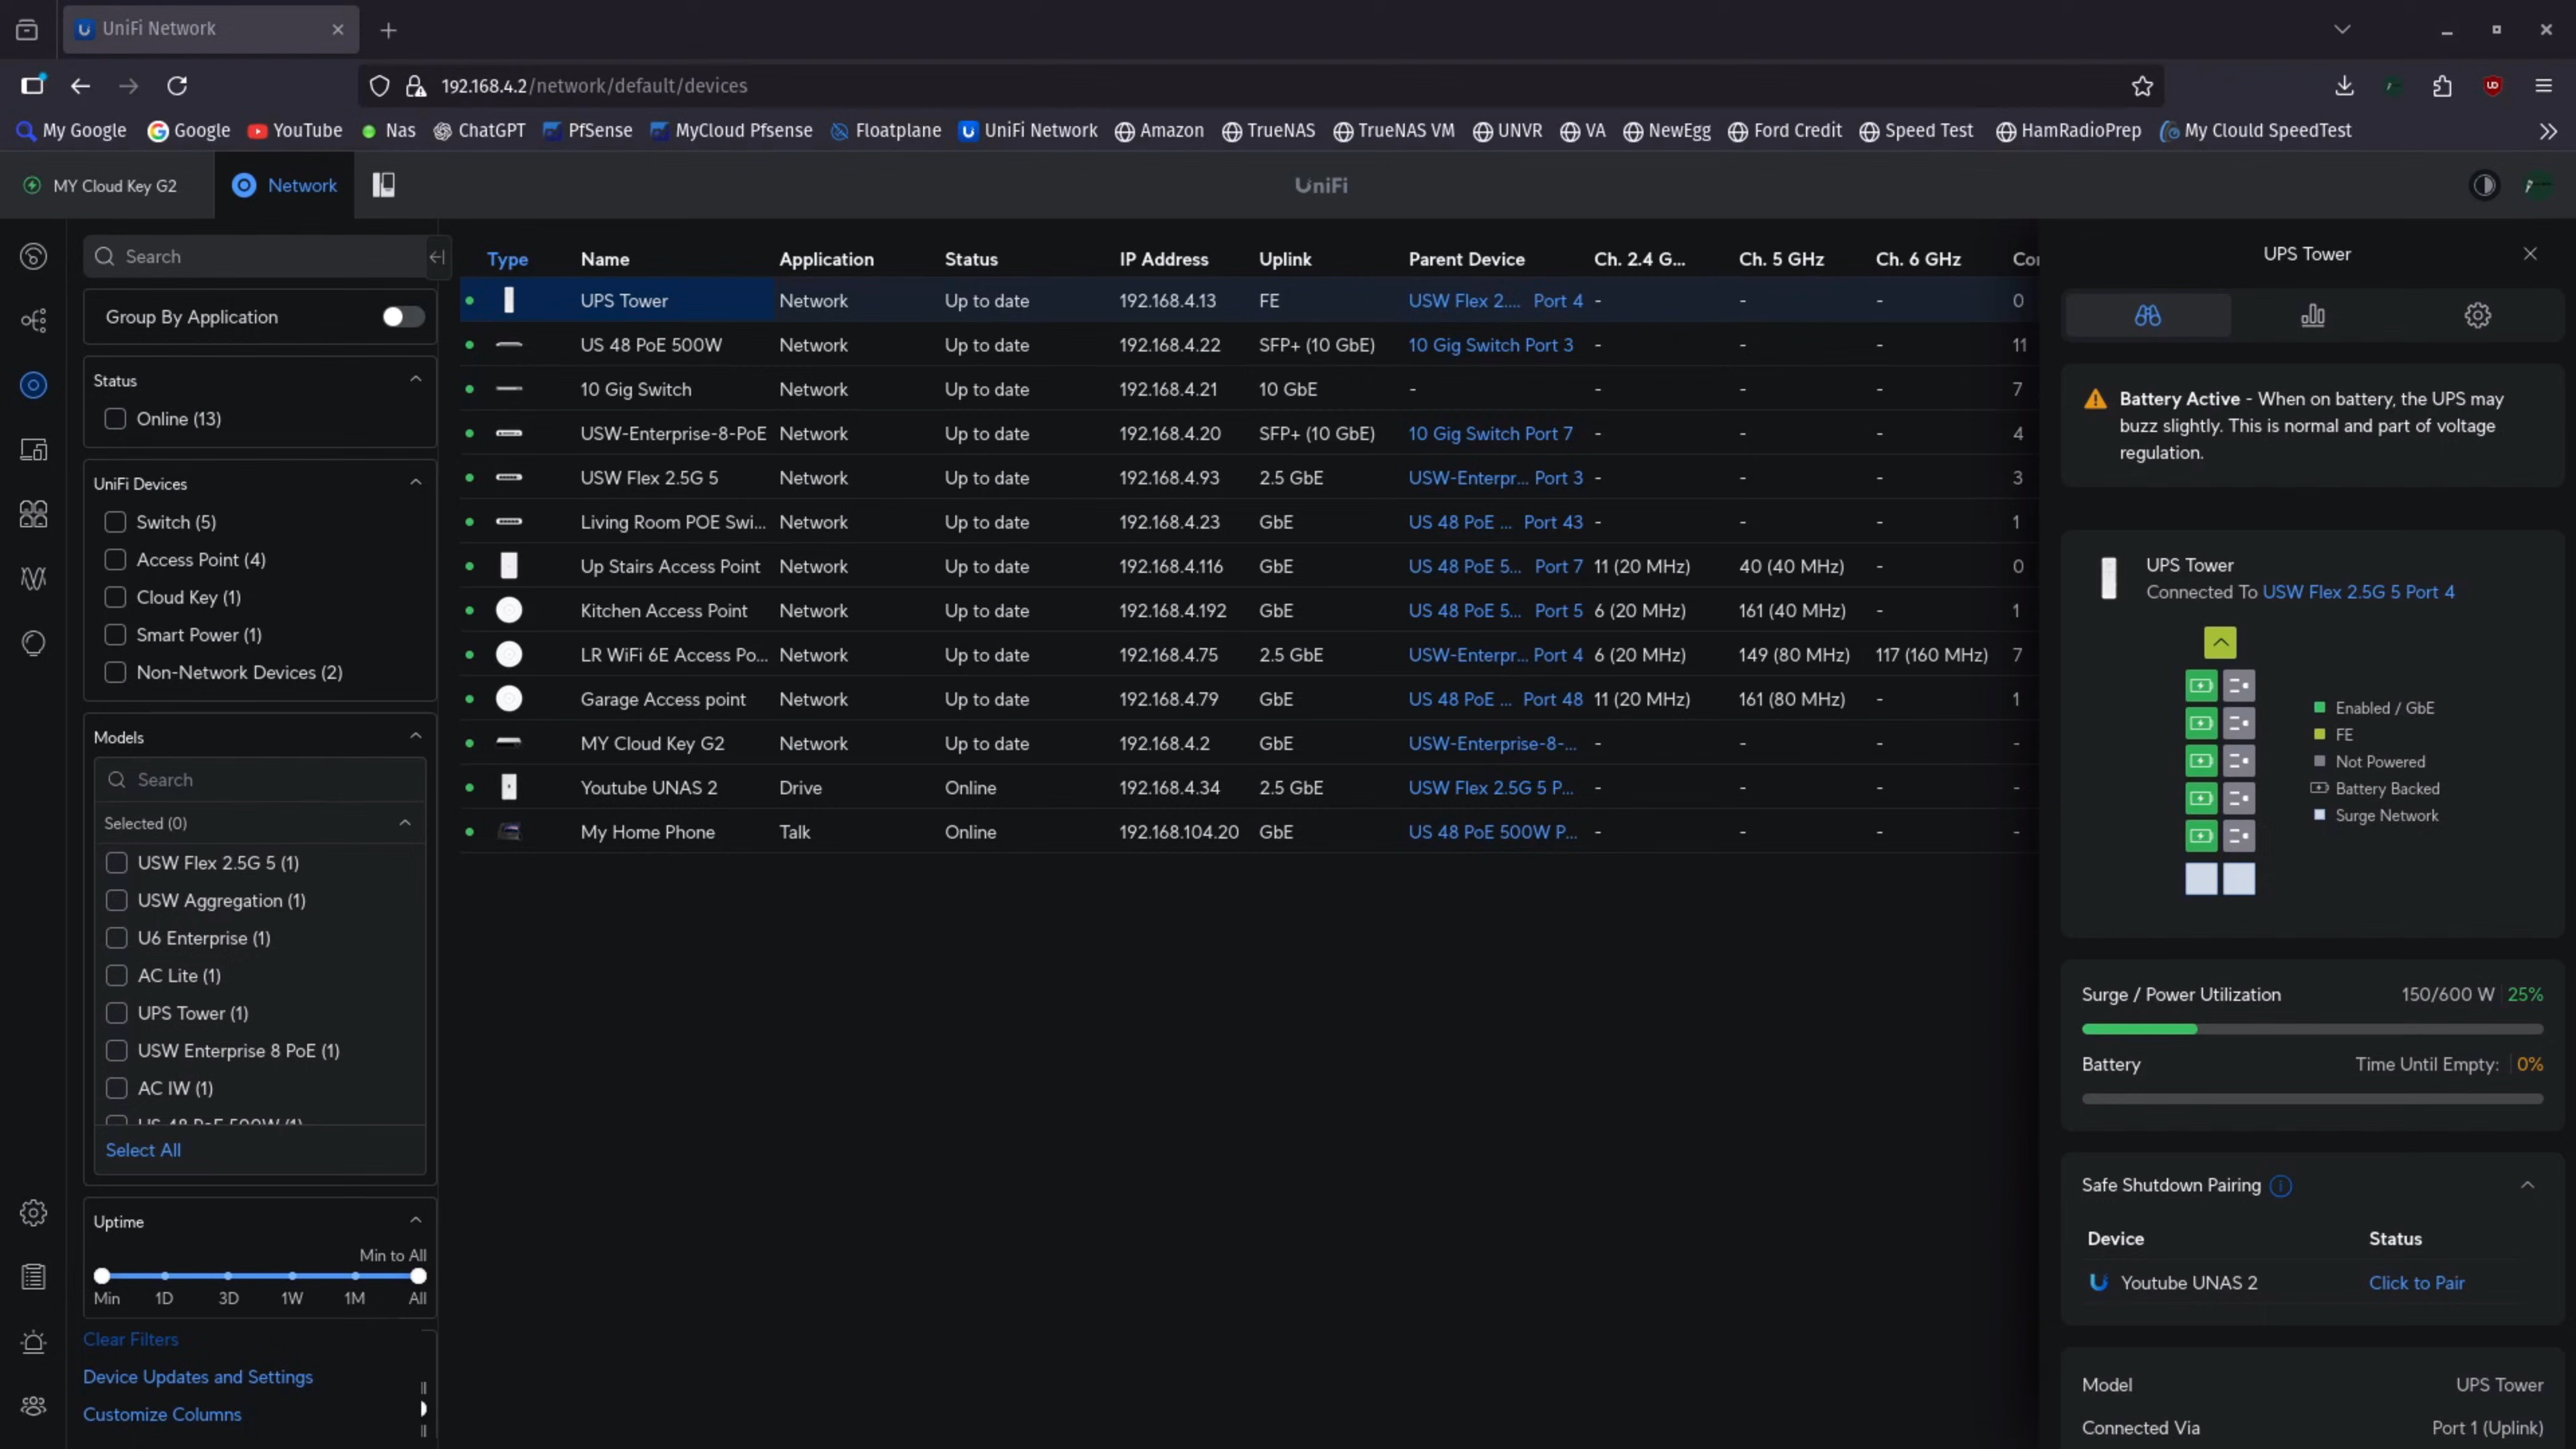 UniFi Network
192.168.4.2/network/default/devices
My Google Google YouTube Nas ChatGPT PfSense MyCloud Pfsense Floatplane UniFi Network Amazon TrueNAS TrueNAS VM UNVR VA NewEgg Ford Credit Speed Test HamRadioPrep My Clould SpeedTest
MY Cloud Key G2 Network UniFi
Search
Group By Application
Status
Online (13)
UniFi Devices
Switch (5)
Access Point (4)
Cloud Key (1)
Smart Power (1)
Non-Network Devices (2)
Models
Search
Selected (0)
USW Flex 2.5G 5 (1)
USW Aggregation (1)
U6 Enterprise (1)
AC Lite (1)
UPS Tower (1)
USW Enterprise 8 PoE (1)
AC IW (1)
US 48 PoE 500W (1)
Select All
Uptime
Min to All
Min 1D 3D 1W 1M All
Clear Filters
Device Updates and Settings
Customize Columns
Type Name Application Status IP Address Uplink Parent Device Ch. 2.4 G... Ch. 5 GHz Ch. 6 GHz
UPS Tower Network Up to date 192.168.4.13 FE USW Flex 2.... Port 4 - - - 0
US 48 PoE 500W Network Up to date 192.168.4.22 SFP+ (10 GbE) 10 Gig Switch Port 3 - - - 11
10 Gig Switch Network Up to date 192.168.4.21 10 GbE - - - - 7
USW-Enterprise-8-PoE Network Up to date 192.168.4.20 SFP+ (10 GbE) 10 Gig Switch Port 7 - - - 4
USW Flex 2.5G 5 Network Up to date 192.168.4.93 2.5 GbE USW-Enterpr... Port 3 - - - 3
Living Room POE Swi... Network Up to date 192.168.4.23 GbE US 48 PoE ... Port 43 - - - 1
Up Stairs Access Point Network Up to date 192.168.4.116 GbE US 48 PoE 5... Port 7 11 (20 MHz) 40 (40 MHz) - 0
Kitchen Access Point Network Up to date 192.168.4.192 GbE US 48 PoE 5... Port 5 6 (20 MHz) 161 (40 MHz) - 1
LR WiFi 6E Access Po... Network Up to date 192.168.4.75 2.5 GbE USW-Enterpr... Port 4 6 (20 MHz) 149 (80 MHz) 117 (160 MHz) 7
Garage Access point Network Up to date 192.168.4.79 GbE US 48 PoE ... Port 48 11 (20 MHz) 161 (80 MHz) - 1
MY Cloud Key G2 Network Up to date 192.168.4.2 GbE USW-Enterprise-8-... - - - -
Youtube UNAS 2 Drive Online 192.168.4.34 2.5 GbE USW Flex 2.5G 5 P... - - - -
My Home Phone Talk Online 192.168.104.20 GbE US 48 PoE 500W P... - - - -
UPS Tower
Battery Active - When on battery, the UPS may
buzz slightly. This is normal and part of voltage
regulation.
UPS Tower
Connected To USW Flex 2.5G 5 Port 4
Enabled / GbE
FE
Not Powered
Battery Backed
Surge Network
Surge / Power Utilization 150/600 W 25%
Battery Time Until Empty: 0%
Safe Shutdown Pairing
Device Status
Youtube UNAS 2 Click to Pair
Model UPS Tower
Connected Via Port 1 (Uplink)